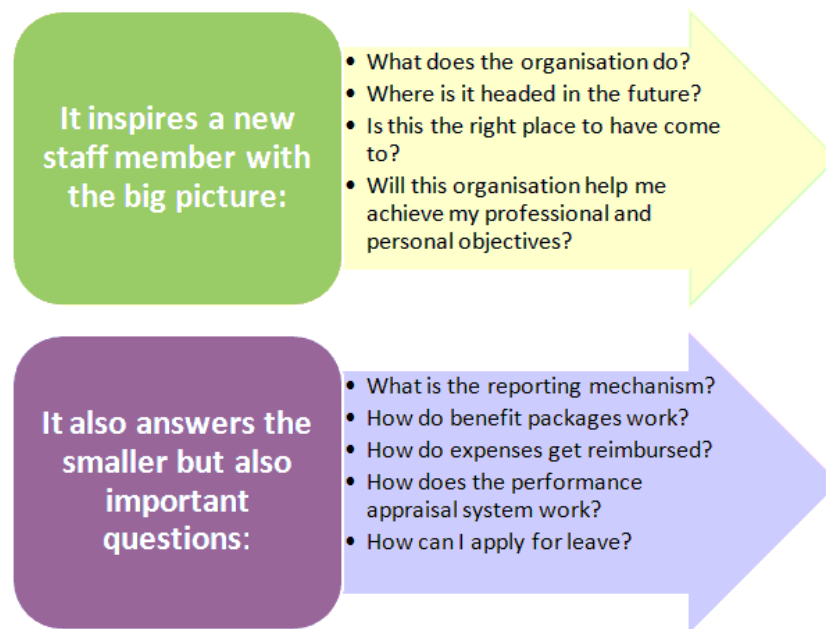 It inspires a new
staff member with
the big picture:
• What does the organisation do?
• Where is it headed in the future?
• Is this the right place to have come
to?
• Will this organisation help me
achieve my professional and
personal objectives?
It also answers the
smaller but also
important
questions:
• What is the reporting mechanism?
• How do benefit packages work?
• How do expenses get reimbursed?
• How does the performance
appraisal system work?
• How can I apply for leave?